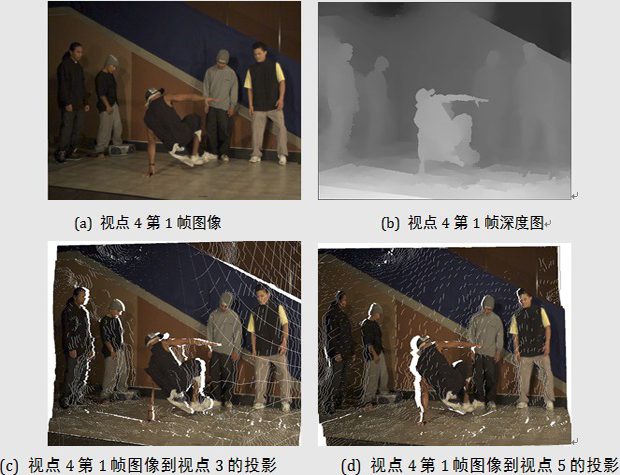 (a) 视点 4 第 1 帧图像
(b) 视点 4 第 1 帧深度图
(c) 视点 4 第 1 帧图像到视点 3 的投影
(d) 视点 4 第 1 帧图像到视点 5 的投影